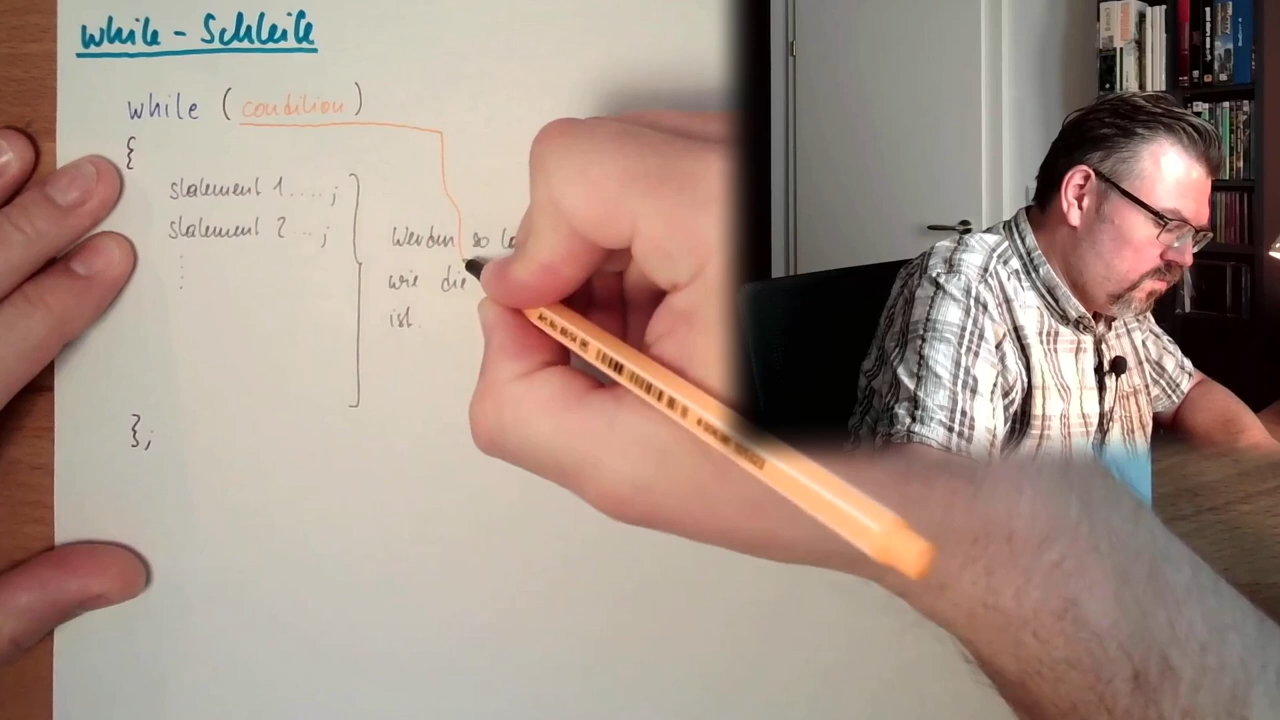 while - Schleife
while (condition)
{
statement 1 .... ;
statement 2 ... ;
werden so
wie die
ist.
};